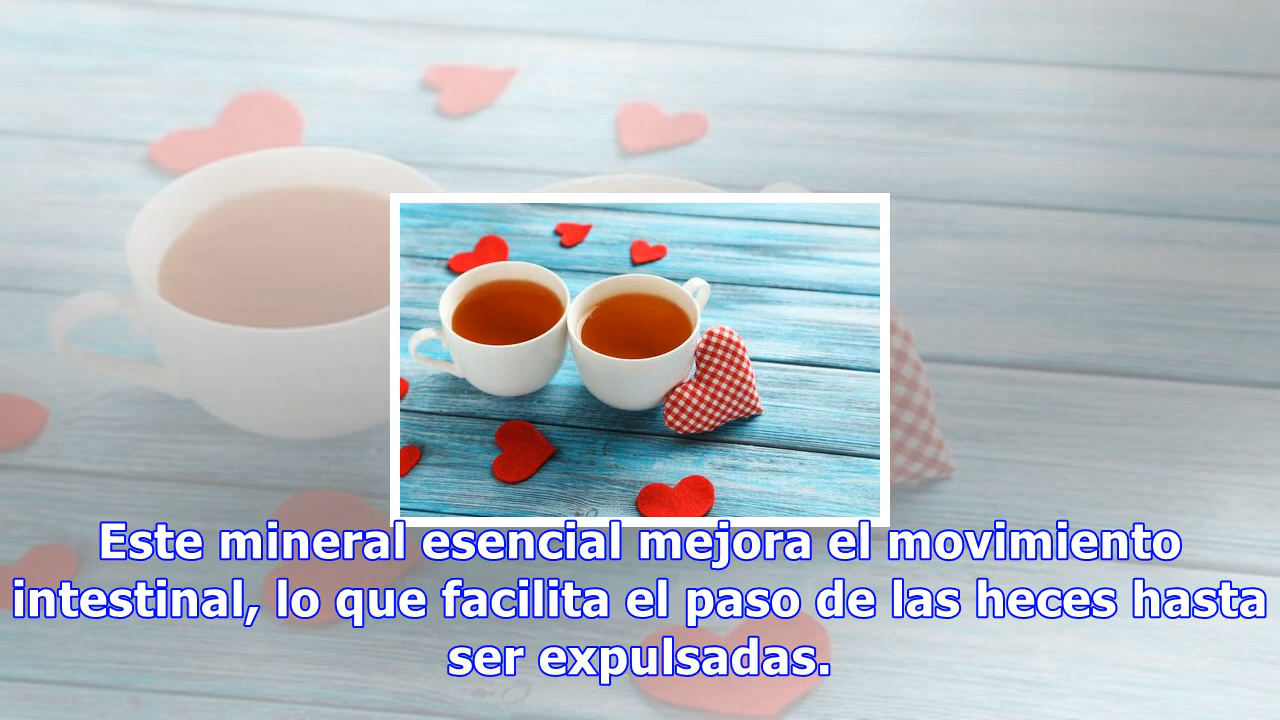 Este mineral esencial mejora el movimiento
intestinal, lo que facilita el paso de las heces hasta
ser expulsadas.